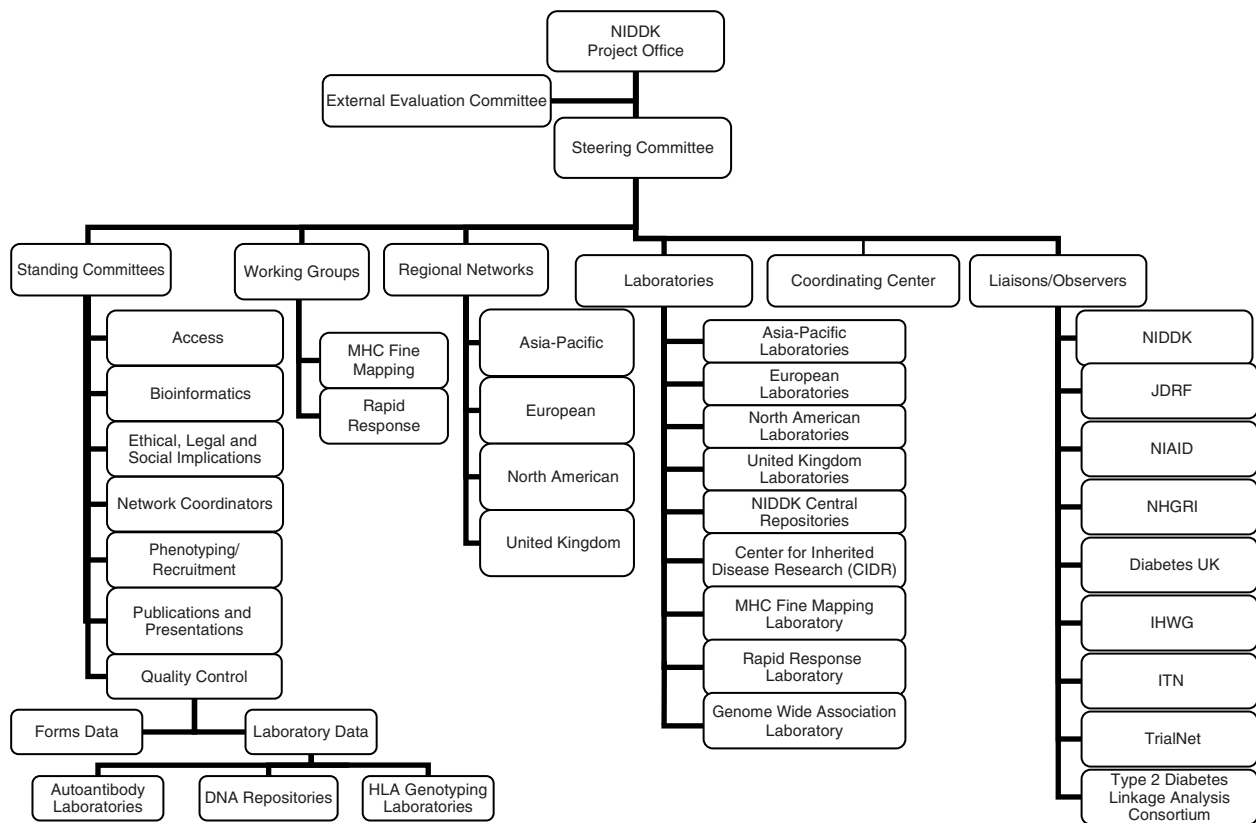 NIDDK
Project Office
External Evaluation Committee
Steering Committee
Standing Committees
Working Groups
Regional Networks
Laboratories
Coordinating Center
Liaisons/Observers
Access
Bioinformatics
Ethical, Legal and
Social Implications
Network Coordinators
Phenotyping/
Recruitment
Publications and
Presentations
Quality Control
Forms Data
Laboratory Data
Autoantibody
Laboratories
DNA Repositories
HLA Genotyping
Laboratories
MHC Fine
Mapping
Rapid
Response
Asia-Pacific
European
North American
United Kingdom
Asia-Pacific
Laboratories
European
Laboratories
North American
Laboratories
United Kingdom
Laboratories
NIDDK Central
Repositories
Center for Inherited
Disease Research (CIDR)
MHC Fine Mapping
Laboratory
Rapid Response
Laboratory
Genome Wide Association
Laboratory
NIDDK
JDRF
NIAID
NHGRI
Diabetes UK
IHWG
ITN
TrialNet
Type 2 Diabetes
Linkage Analysis
Consortium